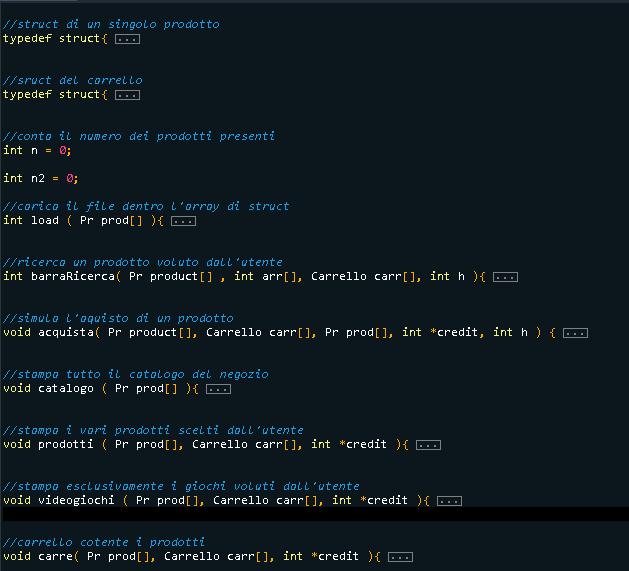 //struct di un singolo prodotto
typedef struct{ ...
//sruct del carrello
typedef struct{ ...
//conta il numero dei prodotti presenti
int n = 0;
int n2 = 0;
//carica il file dentro l'array di struct
int load ( Pr prod[] ){ ...
//ricerca un prodotto voluto dall'utente
int barraRicerca( Pr product[] , int arr[], Carrello carr[], int h ){ ...
//simula l'aquisto di un prodotto
void acquista( Pr product[], Carrello carr[], Pr prod[], int *credit, int h ) { ...
//stampa tutto il catalogo del negozio
void catalogo ( Pr prod[] ){ ...
//stampa i vari prodotti scelti dall'utente
void prodotti ( Pr prod[], Carrello carr[], int *credit ){ ...
//stampa esclusivamente i giochi voluti dall'utente
void videogiochi ( Pr prod[], Carrello carr[], int *credit ){ ...
//carrello cotente i prodotti
void carre( Pr prod[], Carrello carr[], int *credit ){ ...